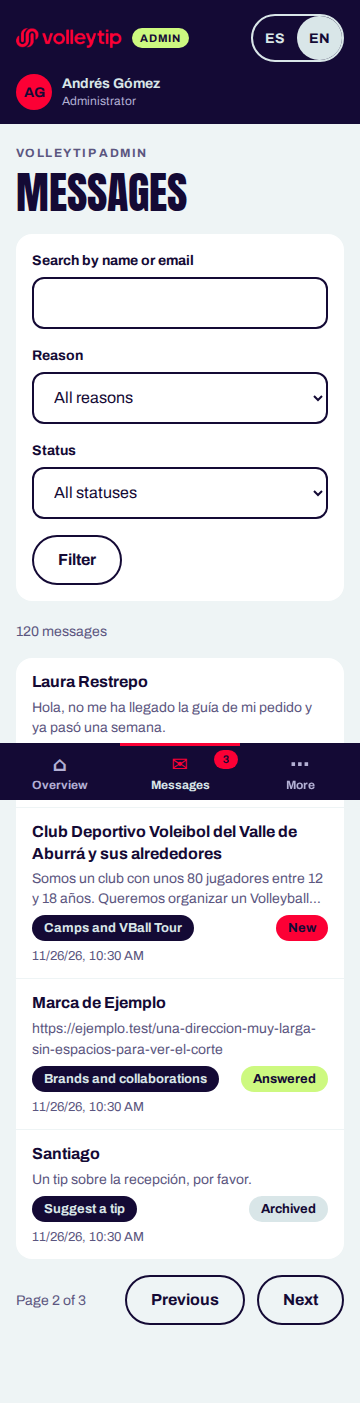 volleytip ADMIN ES EN
AG Andrés Gómez
Administrator
VOLLEYTIP ADMIN
MESSAGES
Search by name or email
Reason
All reasons
Status
All statuses
Filter
120 messages
Laura Restrepo
Hola, no me ha llegado la guía de mi pedido y
ya pasó una semana.
3
Overview Messages More
Club Deportivo Voleibol del Valle de
Aburrá y sus alrededores
Somos un club con unos 80 jugadores entre 12
y 18 años. Queremos organizar un Volleyball...
Camps and VBall Tour New
11/26/26, 10:30 AM
Marca de Ejemplo
https://ejemplo.test/una-direccion-muy-larga-
sin-espacios-para-ver-el-corte
Brands and collaborations Answered
11/26/26, 10:30 AM
Santiago
Un tip sobre la recepción, por favor.
Suggest a tip Archived
11/26/26, 10:30 AM
Page 2 of 3 Previous Next